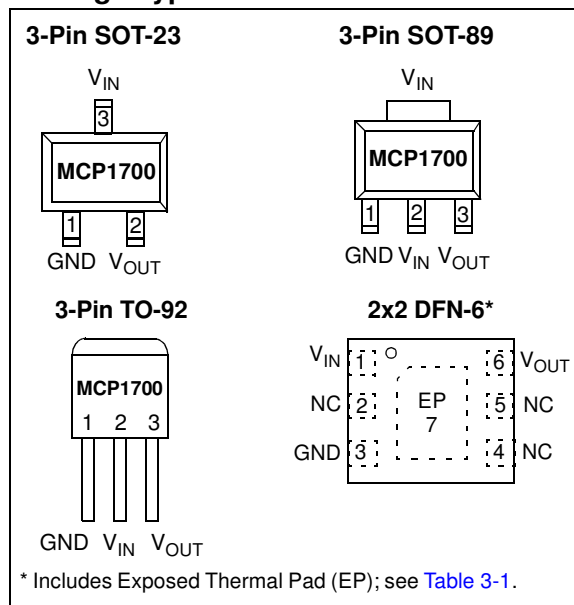 3-Pin SOT-23
VIN
3
MCP1700
1 2
GND VOUT
3-Pin SOT-89
VIN
MCP1700
1 2 3
GND VIN VOUT
3-Pin TO-92
MCP1700
1 2 3
GND VIN VOUT
2x2 DFN-6*
VIN 1 6 VOUT
NC 2 EP 5 NC
7
GND 3 4 NC
* Includes Exposed Thermal Pad (EP); see Table 3-1.